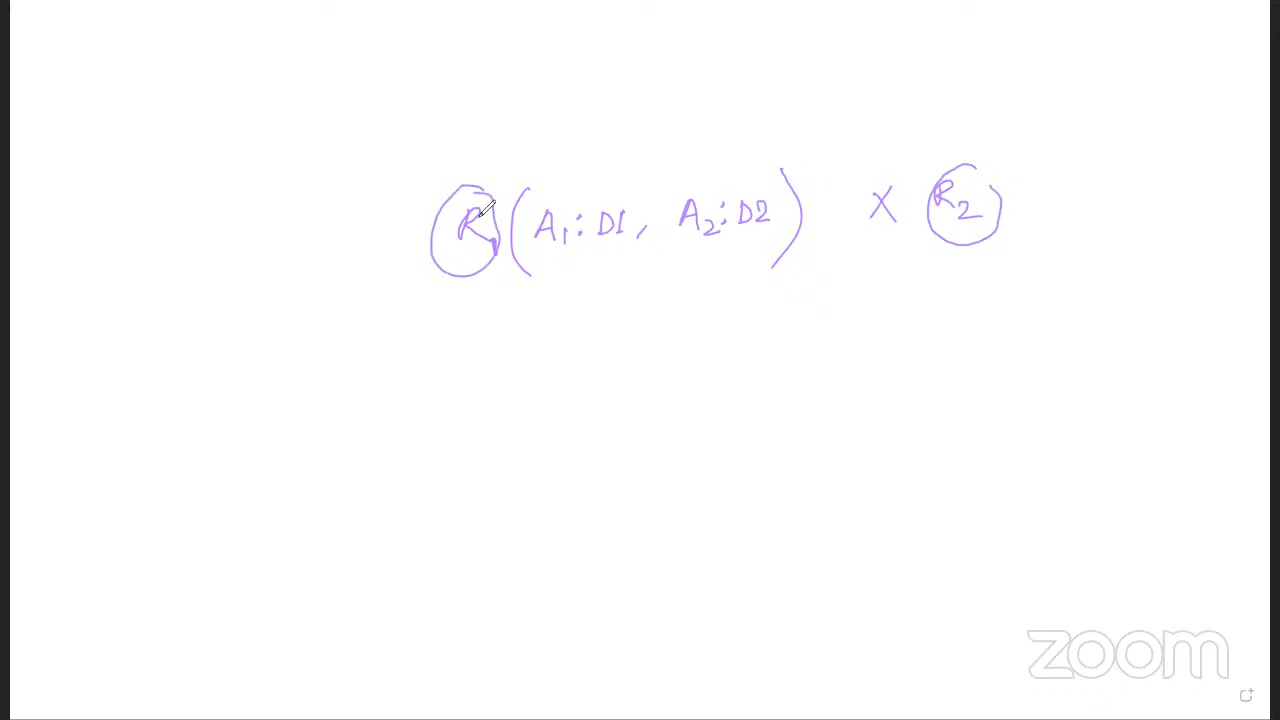 R₁ (A₁: D1, A₂: D2) X R₂
zoom